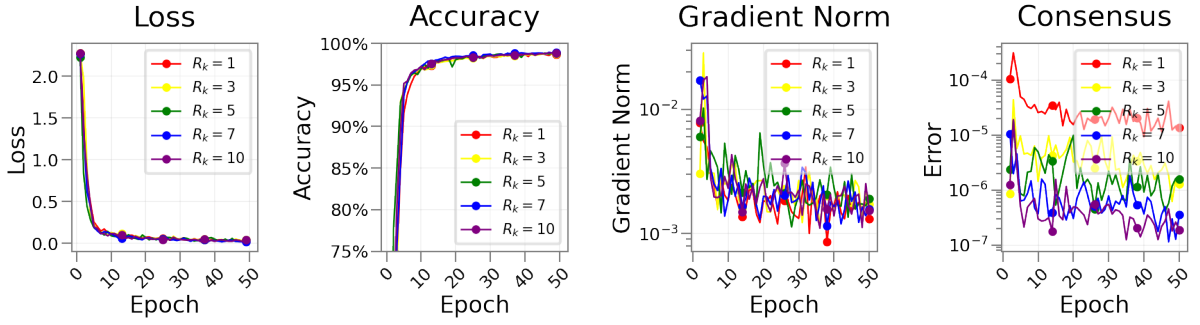 Loss
Loss
2.0
1.5
1.0
0.5
0.0
R_k = 1
R_k = 3
R_k = 5
R_k = 7
R_k = 10
0
10
20
30
40
50
Epoch
Accuracy
Accuracy
100%
95%
90%
85%
80%
75%
R_k = 1
R_k = 3
R_k = 5
R_k = 7
R_k = 10
0
10
20
30
40
50
Epoch
Gradient Norm
Gradient Norm
10⁻²
10⁻³
R_k = 1
R_k = 3
R_k = 5
R_k = 7
R_k = 10
0
10
20
30
40
50
Epoch
Consensus
Error
10⁻⁴
10⁻⁵
10⁻⁶
10⁻⁷
R_k = 1
R_k = 3
R_k = 5
R_k = 7
R_k = 10
0
10
20
30
40
50
Epoch